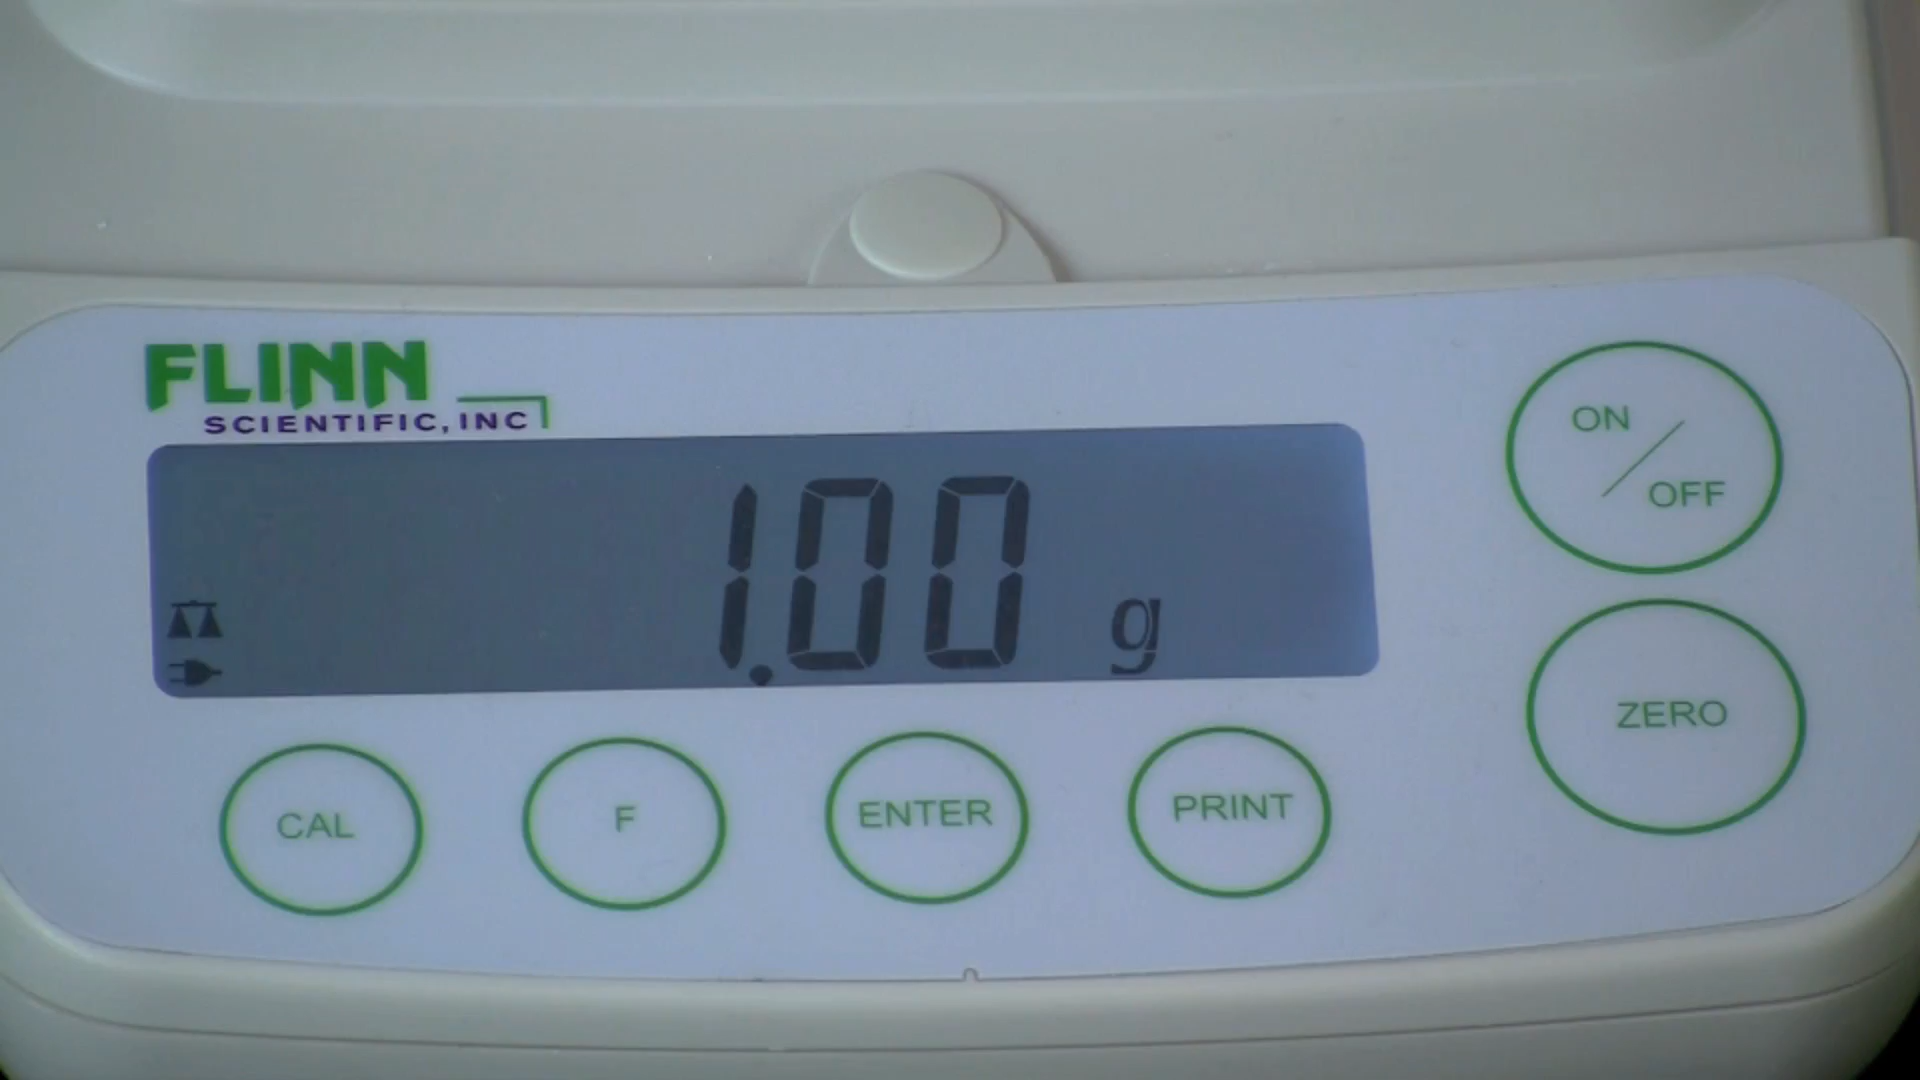 FLINN
SCIENTIFIC, INC
1.00 g
ON/OFF
ZERO
CAL
F
ENTER
PRINT